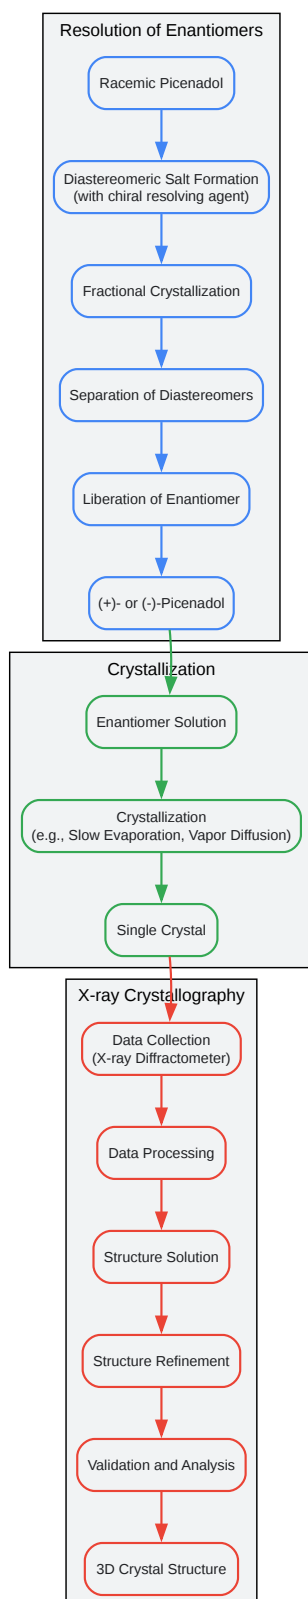 Resolution of Enantiomers
Racemic Picenadol
Diastereomeric Salt Formation
(with chiral resolving agent)
Fractional Crystallization
Separation of Diastereomers
Liberation of Enantiomer
(+)- or (-)-Picenadol
Crystallization
Enantiomer Solution
Crystallization
(e.g., Slow Evaporation, Vapor Diffusion)
Single Crystal
X-ray Crystallography
Data Collection
(X-ray Diffractometer)
Data Processing
Structure Solution
Structure Refinement
Validation and Analysis
3D Crystal Structure